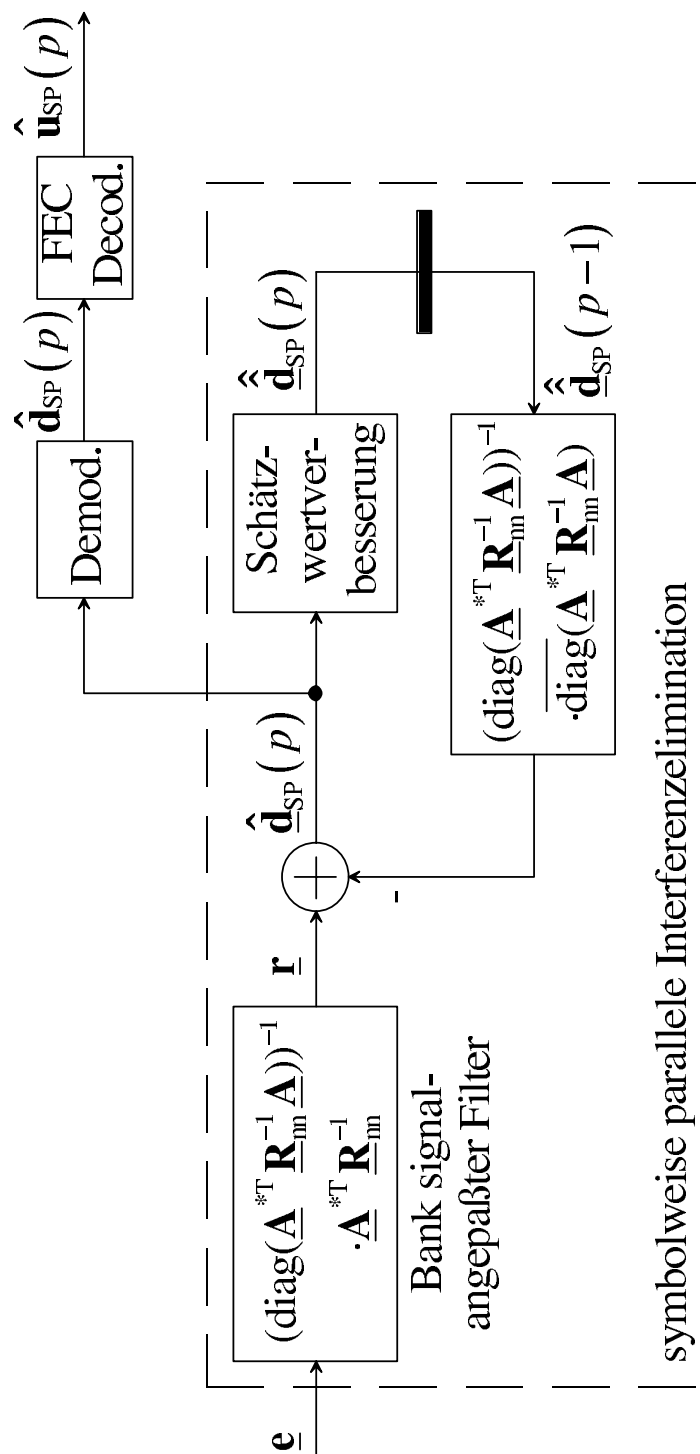 e
(diag(A*T Rnn−1 A))−1
·A*T Rnn−1
Bank signal-
angepaßter Filter
r
+
-
d̂SP(p)
Demod.
d̂SP(p)
FEC
Decod.
ûSP(p)
Schätz-
wertver-
besserung
d̂̂SP(p)
d̂̂SP(p−1)
(diag(A*T Rnn−1 A))−1
·diag(A*T Rnn−1 A)
symbolweise parallele Interferenzelimination